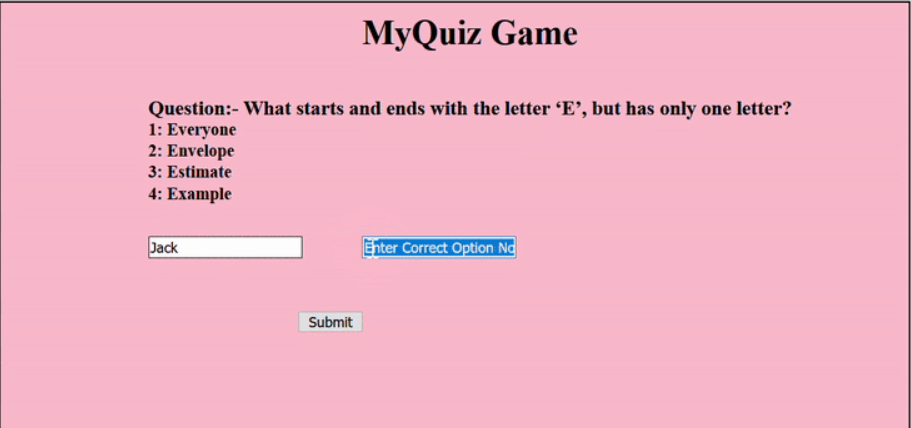 MyQuiz Game
Question:- What starts and ends with the letter ‘E’, but has only one letter?
1: Everyone
2: Envelope
3: Estimate
4: Example
Jack
Enter Correct Option No
Submit